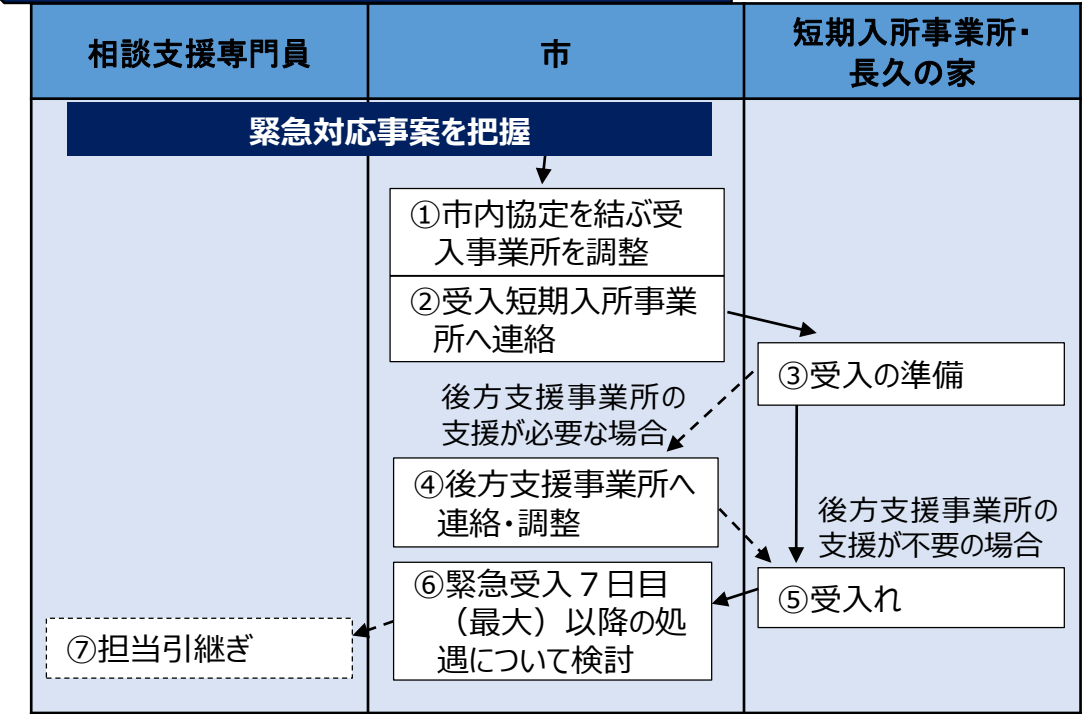 相談支援専門員
市
短期入所事業所・
長久の家
緊急対応事案を把握
①市内協定を結ぶ受
入事業所を調整
②受入短期入所事業
所へ連絡
③受入の準備
後方支援事業所の
支援が必要な場合
④後方支援事業所へ
連絡・調整
後方支援事業所の
支援が不要の場合
⑤受入れ
⑥緊急受入７日目
（最大）以降の処
遇について検討
⑦担当引継ぎ